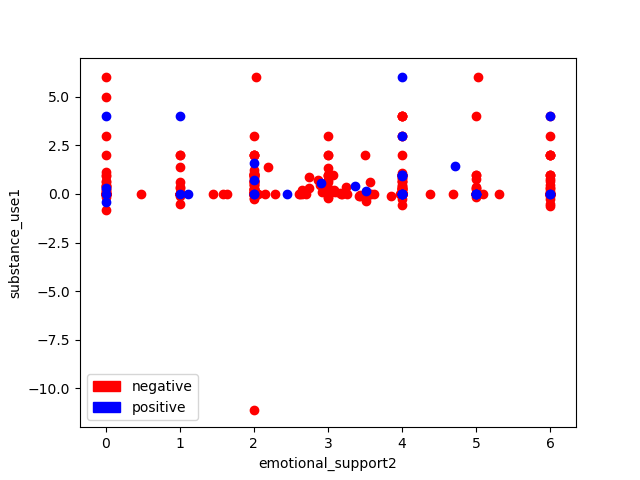 5.0
2.5
0.0
−2.5
−5.0
−7.5
−10.0
substance_use1
negative
positive
0 1 2 3 4 5 6
emotional_support2